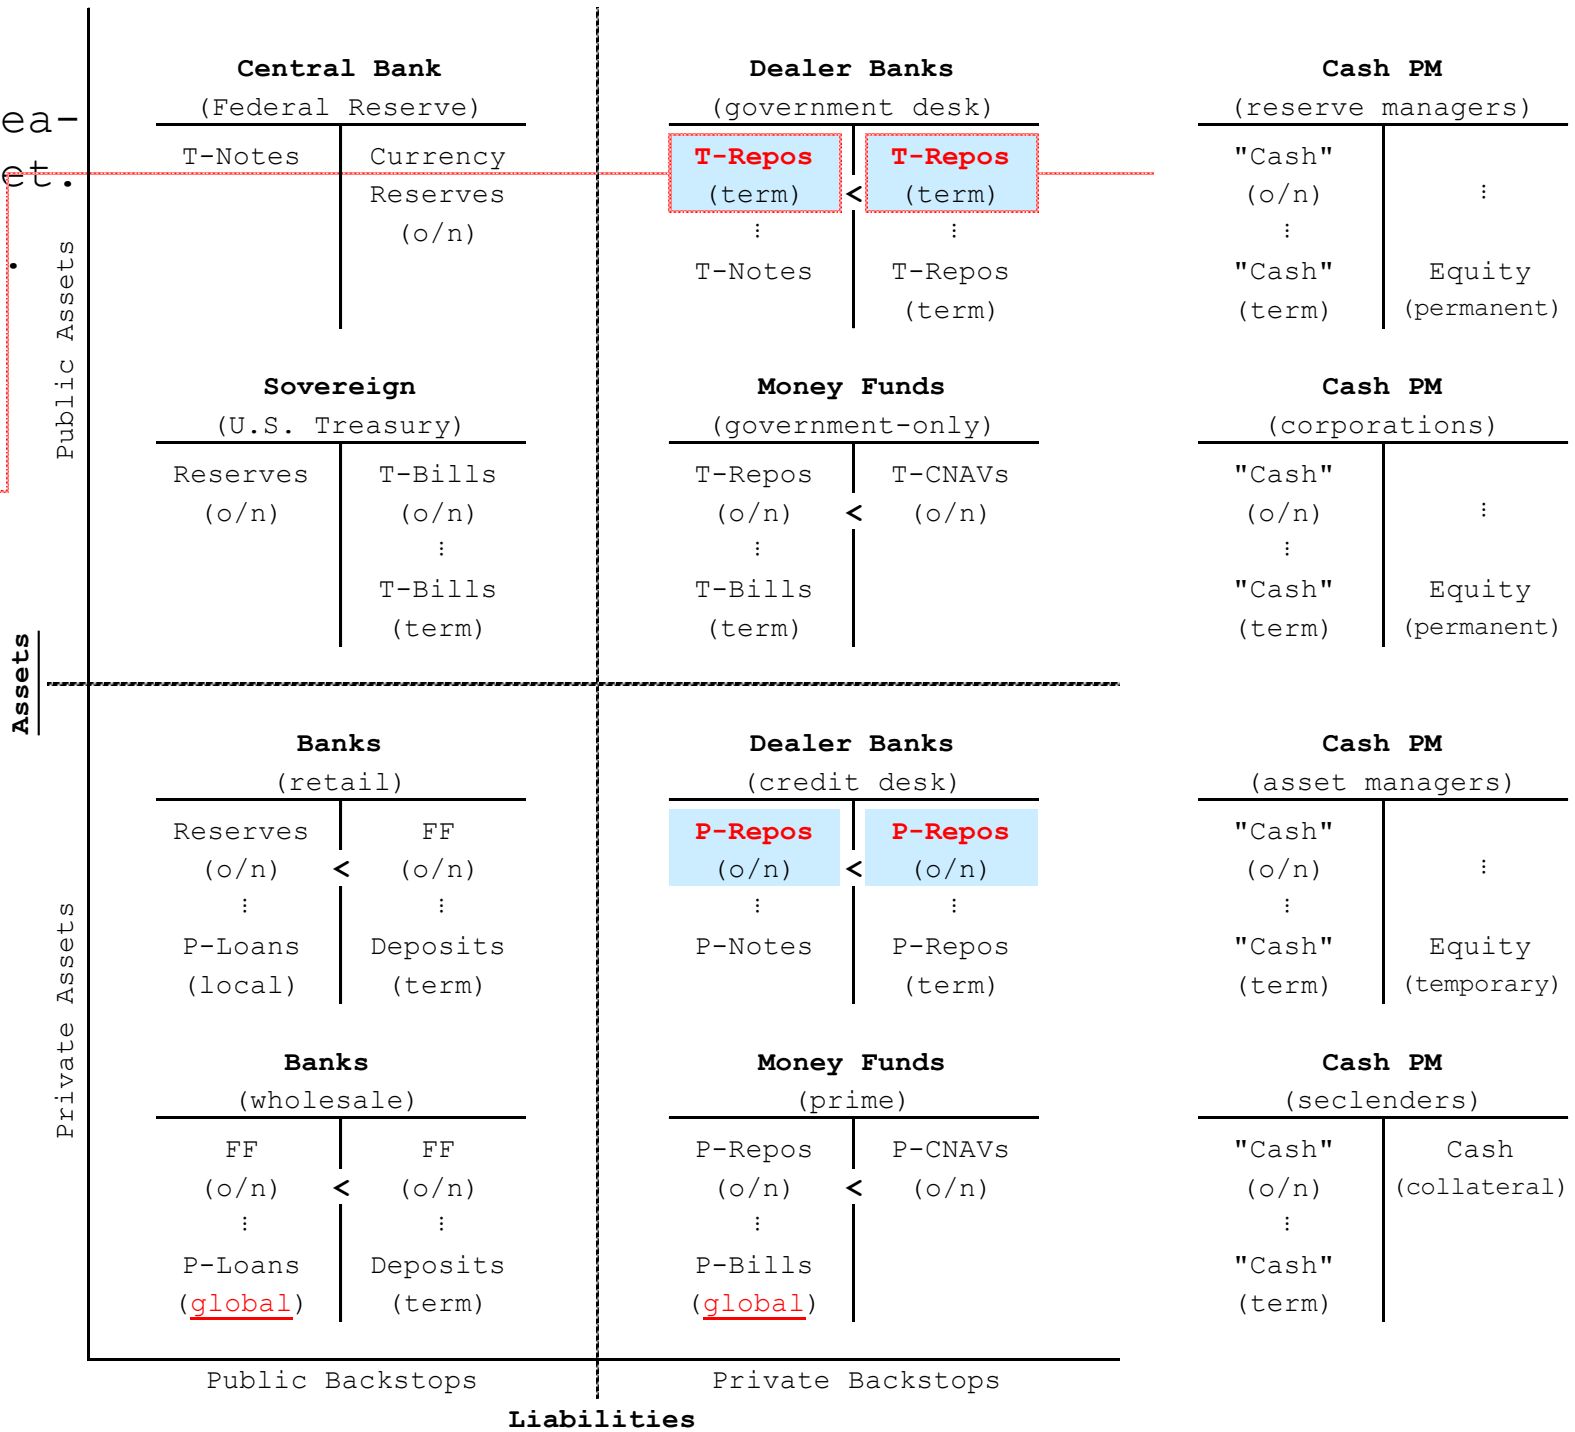 ea-
et.
.
Assets
Public Assets
Private Assets
Central Bank
(Federal Reserve)
T-Notes
Currency
Reserves
(o/n)
Dealer Banks
(government desk)
T-Repos
(term)
⋮
T-Notes
<
T-Repos
(term)
⋮
T-Repos
(term)
Cash PM
(reserve managers)
"Cash"
(o/n)
⋮
"Cash"
(term)
⋮
Equity
(permanent)
Sovereign
(U.S. Treasury)
Reserves
(o/n)
T-Bills
(o/n)
⋮
T-Bills
(term)
Money Funds
(government-only)
T-Repos
(o/n)
⋮
T-Bills
(term)
<
T-CNAVs
(o/n)
Cash PM
(corporations)
"Cash"
(o/n)
⋮
"Cash"
(term)
⋮
Equity
(permanent)
Banks
(retail)
Reserves
(o/n)
⋮
P-Loans
(local)
<
FF
(o/n)
⋮
Deposits
(term)
Dealer Banks
(credit desk)
P-Repos
(o/n)
⋮
P-Notes
<
P-Repos
(o/n)
⋮
P-Repos
(term)
Cash PM
(asset managers)
"Cash"
(o/n)
⋮
"Cash"
(term)
⋮
Equity
(temporary)
Banks
(wholesale)
FF
(o/n)
⋮
P-Loans
(global)
<
FF
(o/n)
⋮
Deposits
(term)
Money Funds
(prime)
P-Repos
(o/n)
⋮
P-Bills
(global)
<
P-CNAVs
(o/n)
Cash PM
(seclenders)
"Cash"
(o/n)
⋮
"Cash"
(term)
Cash
(collateral)
Public Backstops
Private Backstops
Liabilities